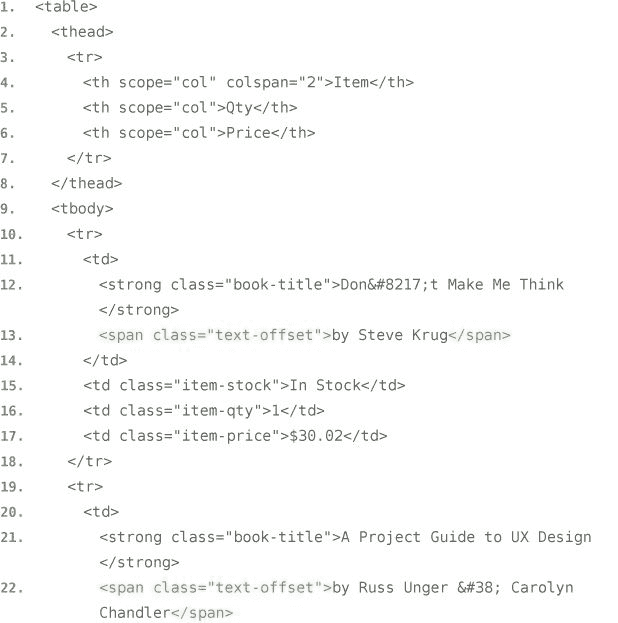 1. <table>
2. <thead>
3. <tr>
4. <th scope="col" colspan="2">Item</th>
5. <th scope="col">Qty</th>
6. <th scope="col">Price</th>
7. </tr>
8. </thead>
9. <tbody>
10. <tr>
11. <td>
12. <strong class="book-title">Don&#8217;t Make Me Think
</strong>
13. <span class="text-offset">by Steve Krug</span>
14. </td>
15. <td class="item-stock">In Stock</td>
16. <td class="item-qty">1</td>
17. <td class="item-price">$30.02</td>
18. </tr>
19. <tr>
20. <td>
21. <strong class="book-title">A Project Guide to UX Design
</strong>
22. <span class="text-offset">by Russ Unger &#38; Carolyn
Chandler</span>